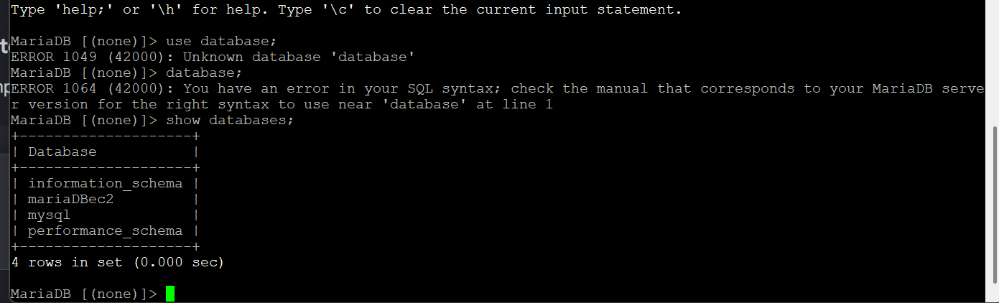 Type 'help;' or '\h' for help. Type '\c' to clear the current input statement.
MariaDB [(none)]> use database;
ERROR 1049 (42000): Unknown database 'database'
MariaDB [(none)]> database;
ERROR 1064 (42000): You have an error in your SQL syntax; check the manual that corresponds to your MariaDB serve
r version for the right syntax to use near 'database' at line 1
MariaDB [(none)]> show databases;
+--------------------+
| Database           |
+--------------------+
| information_schema |
| mariaDBec2         |
| mysql              |
| performance_schema |
+--------------------+
4 rows in set (0.000 sec)
MariaDB [(none)]>